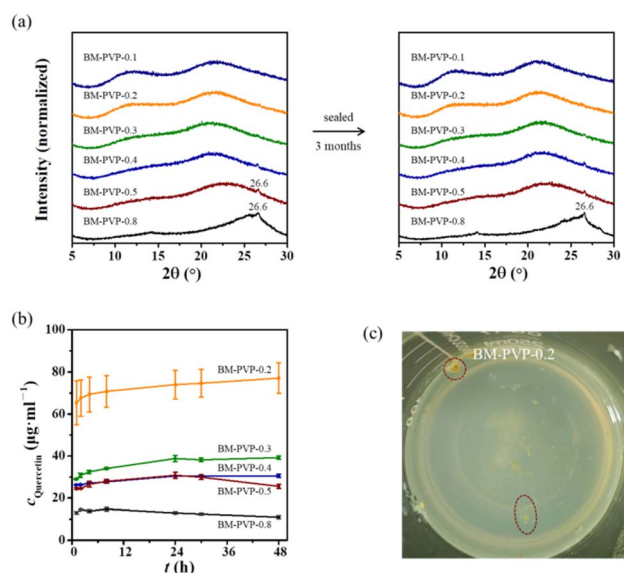 (a)
Intensity (normalized)
BM-PVP-0.1
BM-PVP-0.2
BM-PVP-0.3
BM-PVP-0.4
BM-PVP-0.5
26.6
BM-PVP-0.8
26.6
5 10 15 20 25 30
2θ (°)
sealed
3 months
BM-PVP-0.1
BM-PVP-0.2
BM-PVP-0.3
BM-PVP-0.4
BM-PVP-0.5
26.6
BM-PVP-0.8
5 10 15 20 25 30
2θ (°)
(b)
c Quercetin (μg·ml⁻¹)
100
80
60
40
20
0
BM-PVP-0.2
BM-PVP-0.3
BM-PVP-0.4
BM-PVP-0.5
BM-PVP-0.8
0 8 16 24 32 40 48
t (h)
(c)
BM-PVP-0.2